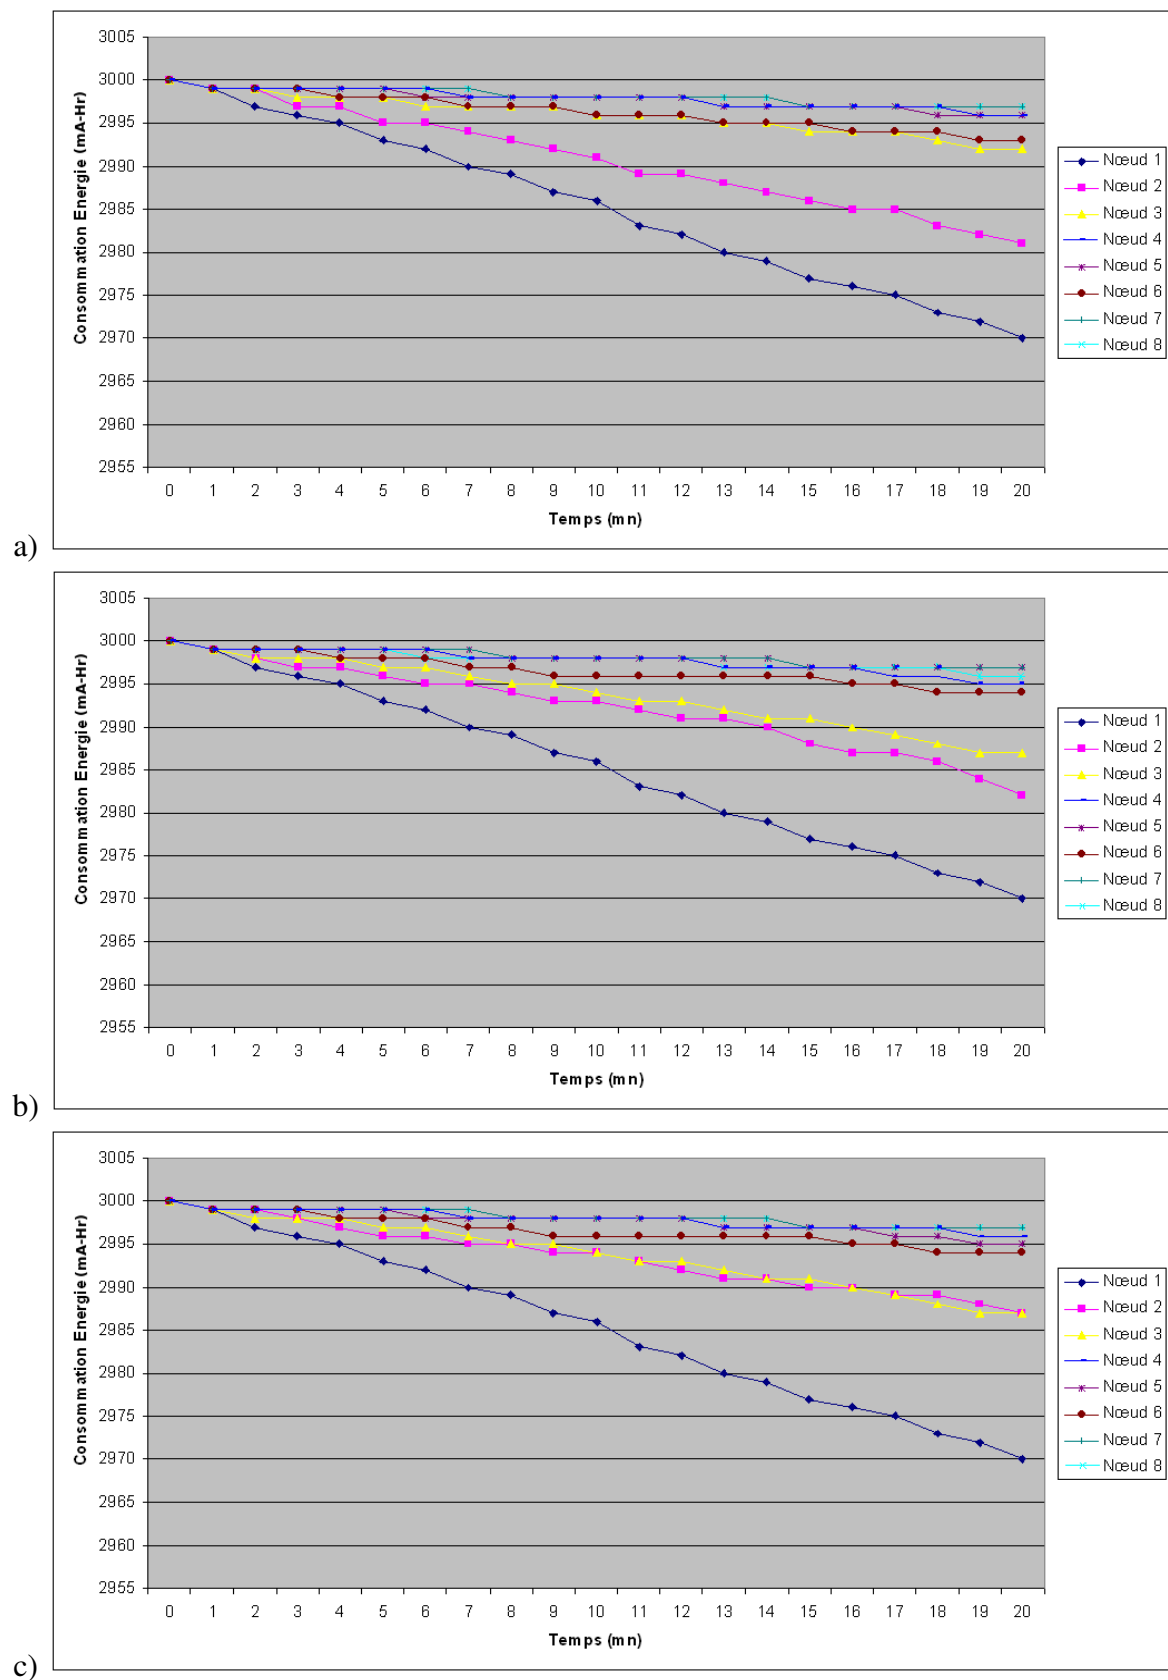 3005
3000
2995
2990
2985
2980
2975
2970
2965
2960
2955
Consommation Energie (mA-Hr)
0 1 2 3 4 5 6 7 8 9 10 11 12 13 14 15 16 17 18 19 20
Temps (mn)
Nœud 1
Nœud 2
Nœud 3
Nœud 4
Nœud 5
Nœud 6
Nœud 7
Nœud 8
a)
3005
3000
2995
2990
2985
2980
2975
2970
2965
2960
2955
Consommation Energie (mA-Hr)
0 1 2 3 4 5 6 7 8 9 10 11 12 13 14 15 16 17 18 19 20
Temps (mn)
Nœud 1
Nœud 2
Nœud 3
Nœud 4
Nœud 5
Nœud 6
Nœud 7
Nœud 8
b)
3005
3000
2995
2990
2985
2980
2975
2970
2965
2960
2955
Consommation Energie (mA-Hr)
0 1 2 3 4 5 6 7 8 9 10 11 12 13 14 15 16 17 18 19 20
Temps (mn)
Nœud 1
Nœud 2
Nœud 3
Nœud 4
Nœud 5
Nœud 6
Nœud 7
Nœud 8
c)